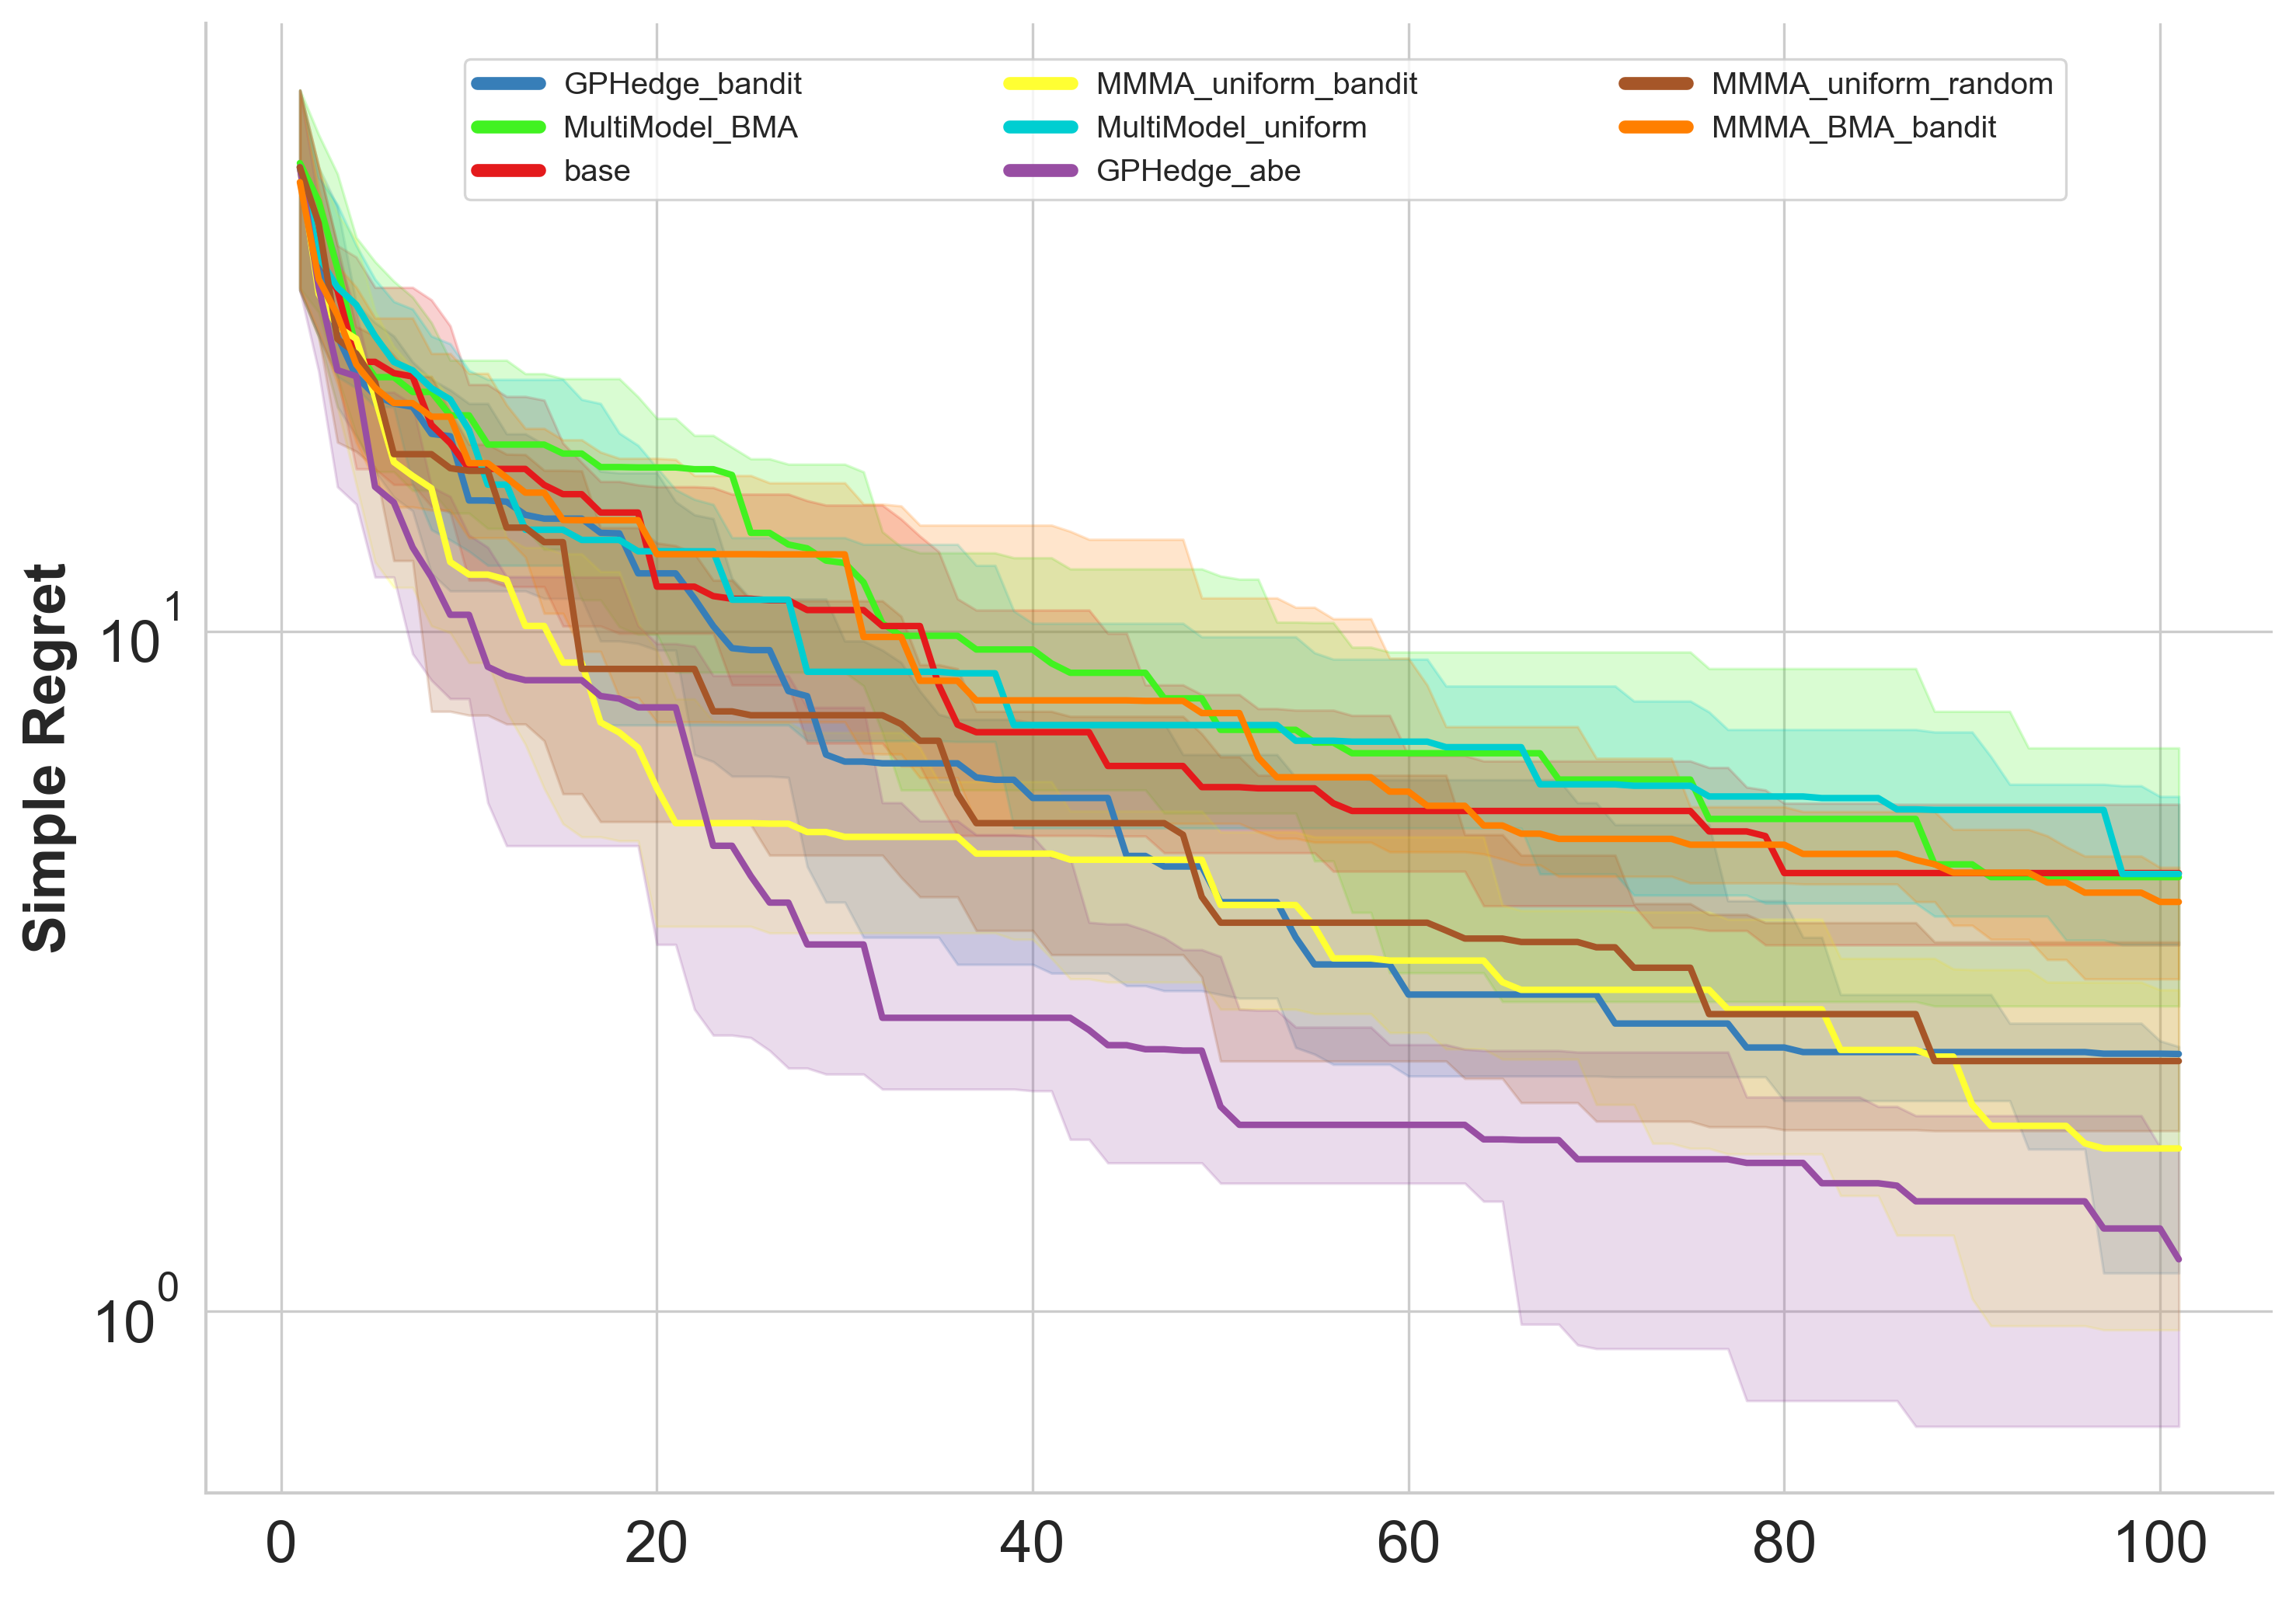 GPHedge_bandit
MultiModel_BMA
base
MMMA_uniform_bandit
MultiModel_uniform
GPHedge_abe
MMMA_uniform_random
MMMA_BMA_bandit
Simple Regret
10^1
10^0
0 20 40 60 80 100